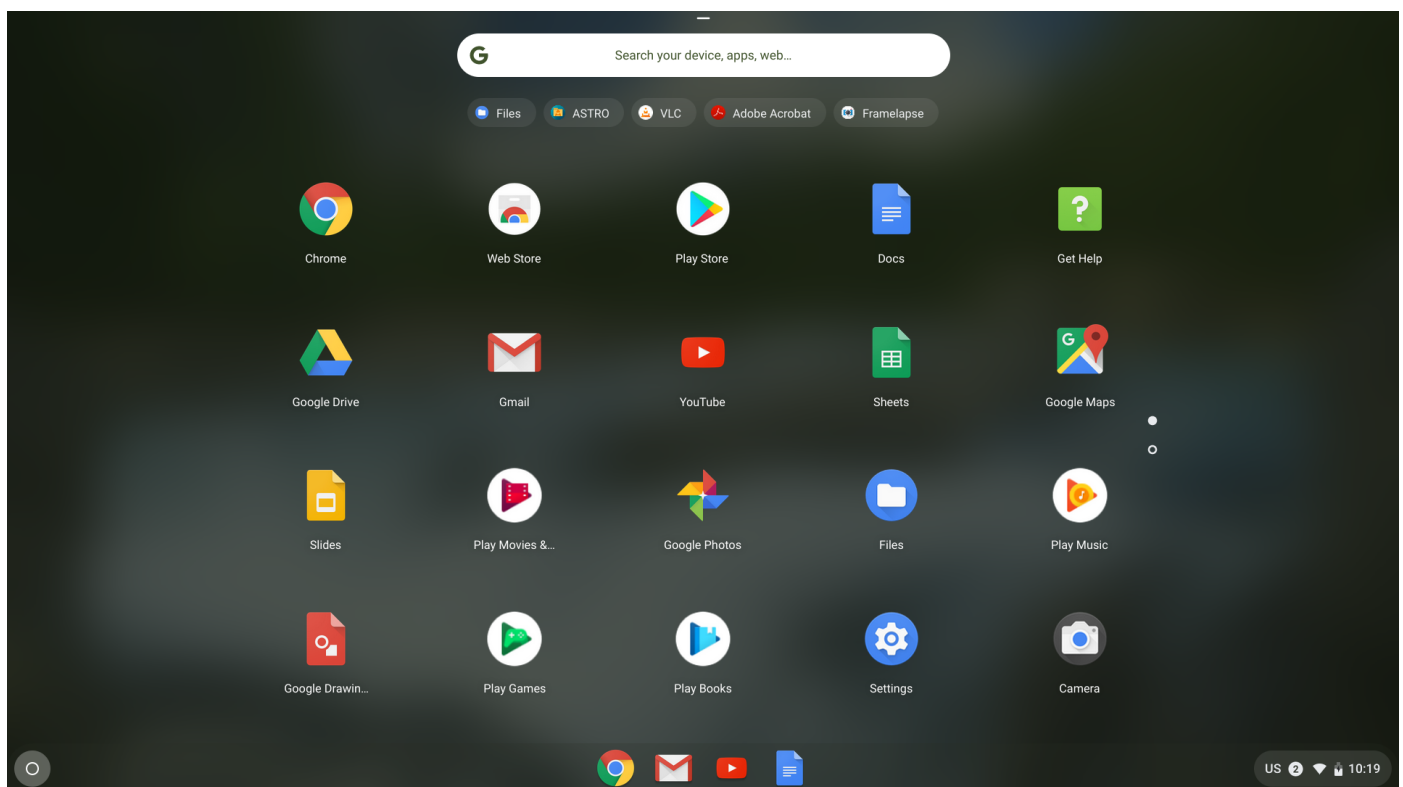 Search your device, apps, web...
Files ASTRO VLC Adobe Acrobat Framelapse
Chrome Web Store Play Store Docs Get Help
Google Drive Gmail YouTube Sheets Google Maps
Slides Play Movies &... Google Photos Files Play Music
Google Drawin... Play Games Play Books Settings Camera
US 2 10:19